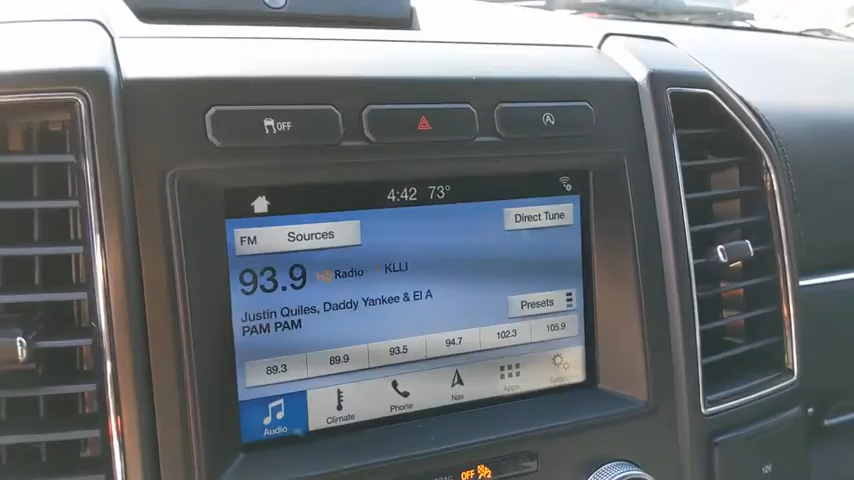 OFF
A
4:42 73°
FM Sources Direct Tune
93.9 HD Radio KLLI
Justin Quiles, Daddy Yankee & El A
PAM PAM
Presets
89.3 89.9 93.5 94.7 102.3 105.9
Audio Climate Phone Nav Apps Settings
OFF
12V